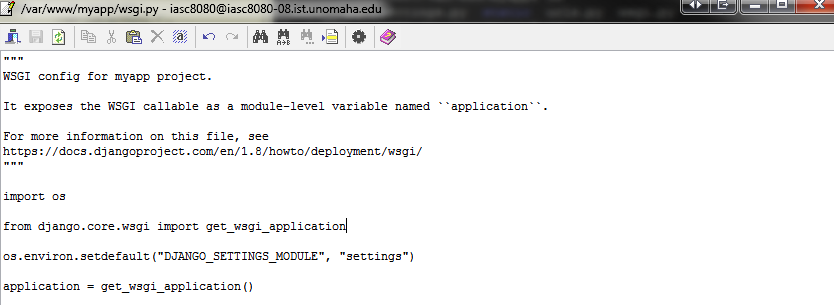 /var/www/myapp/wsgi.py - iasc8080@iasc8080-08.ist.unomaha.edu
"""
WSGI config for myapp project.
It exposes the WSGI callable as a module-level variable named ``application``.
For more information on this file, see
https://docs.djangoproject.com/en/1.8/howto/deployment/wsgi/
"""
import os
from django.core.wsgi import get_wsgi_application
os.environ.setdefault("DJANGO_SETTINGS_MODULE", "settings")
application = get_wsgi_application()